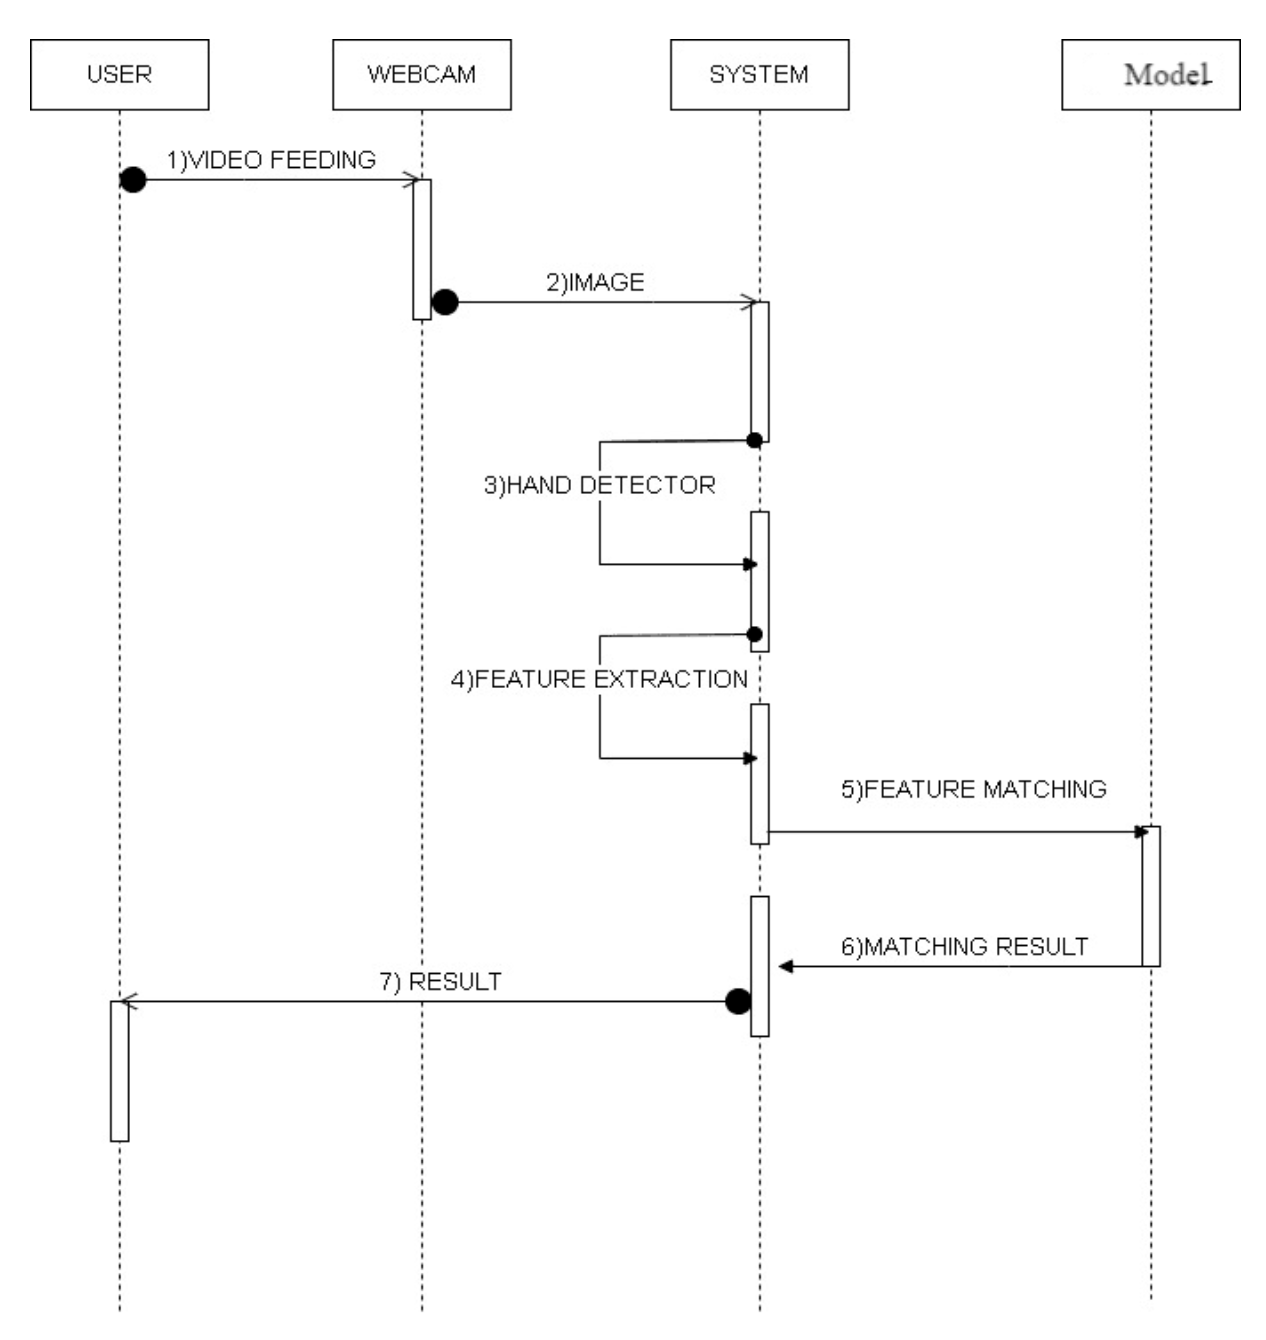 USER
WEBCAM
SYSTEM
Model
1)VIDEO FEEDING
2)IMAGE
3)HAND DETECTOR
4)FEATURE EXTRACTION
5)FEATURE MATCHING
6)MATCHING RESULT
7) RESULT